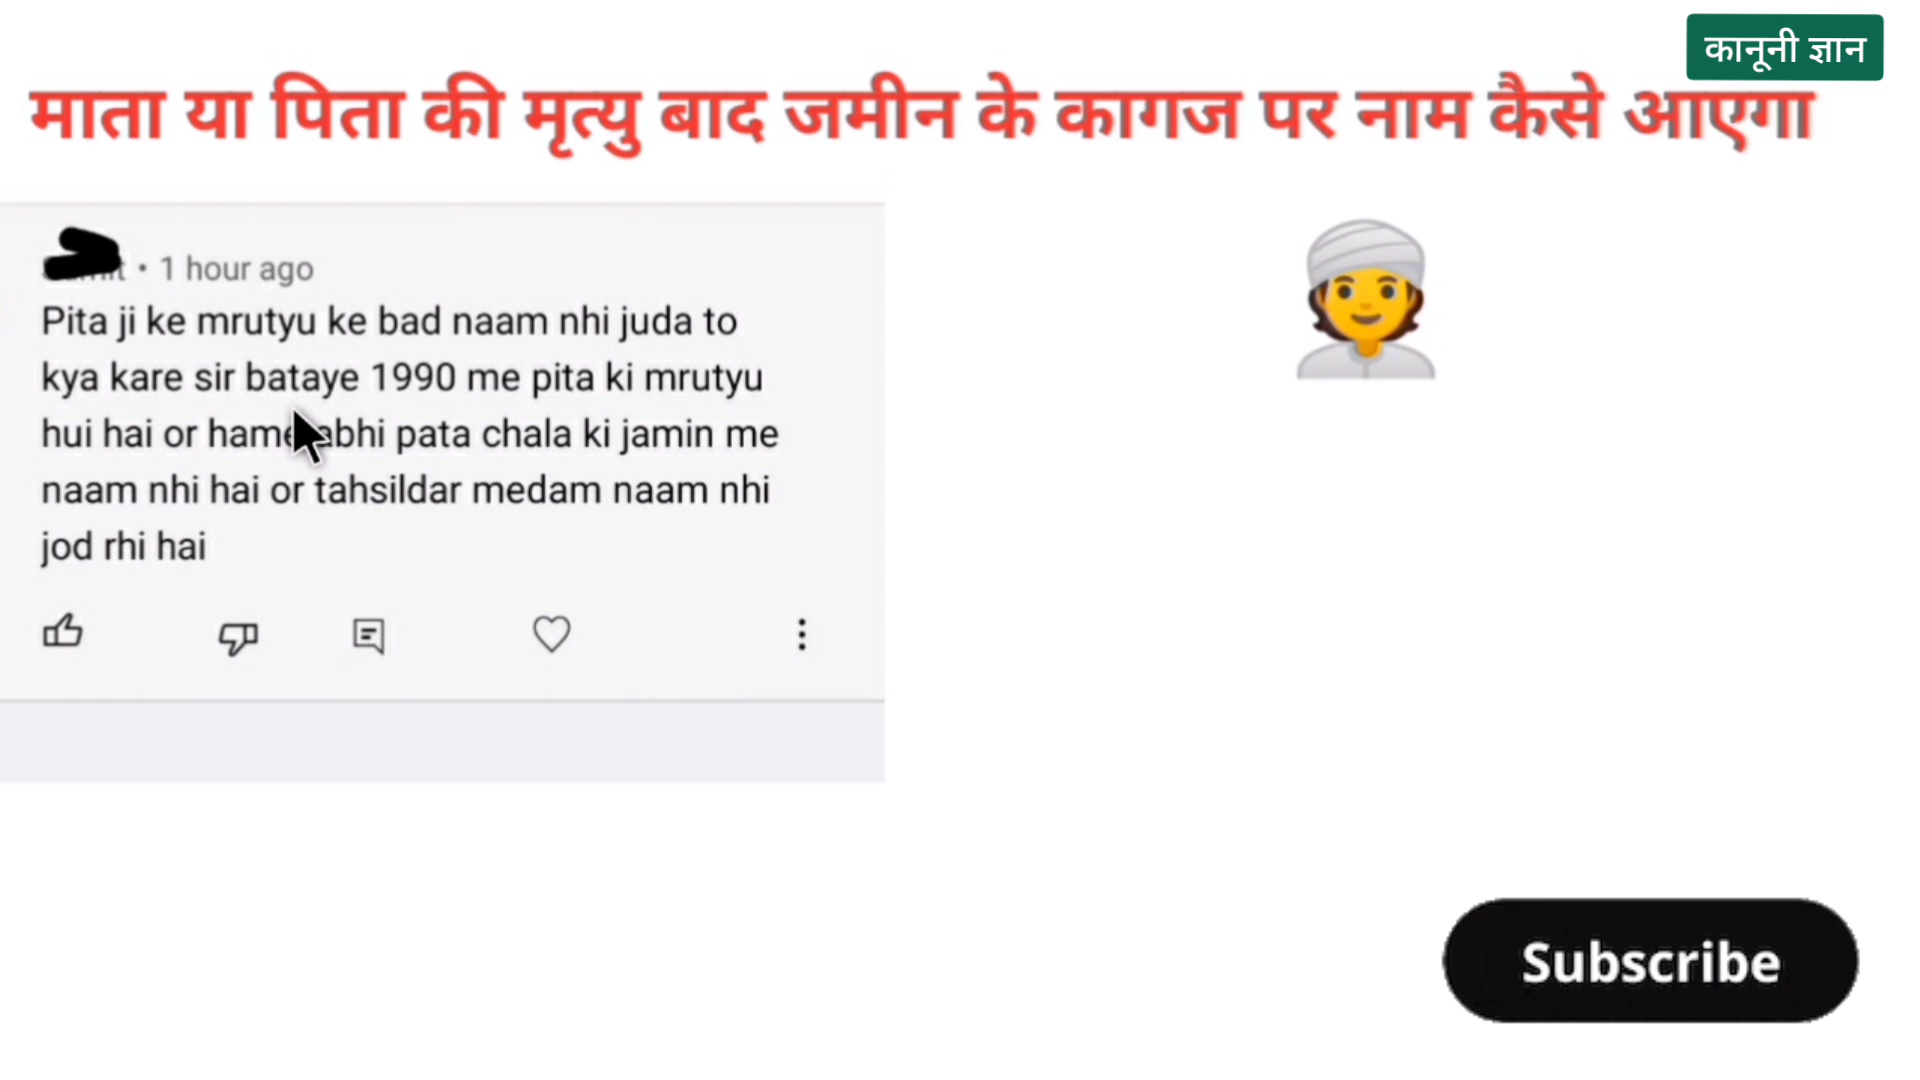 कानूनी ज्ञान
माता या पिता की मृत्यु बाद जमीन के कागज पर नाम कैसे आएगा
• 1 hour ago
Pita ji ke mrutyu ke bad naam nhi juda to
kya kare sir bataye 1990 me pita ki mrutyu
hui hai or hame abhi pata chala ki jamin me
naam nhi hai or tahsildar medam naam nhi
jod rhi hai
Subscribe